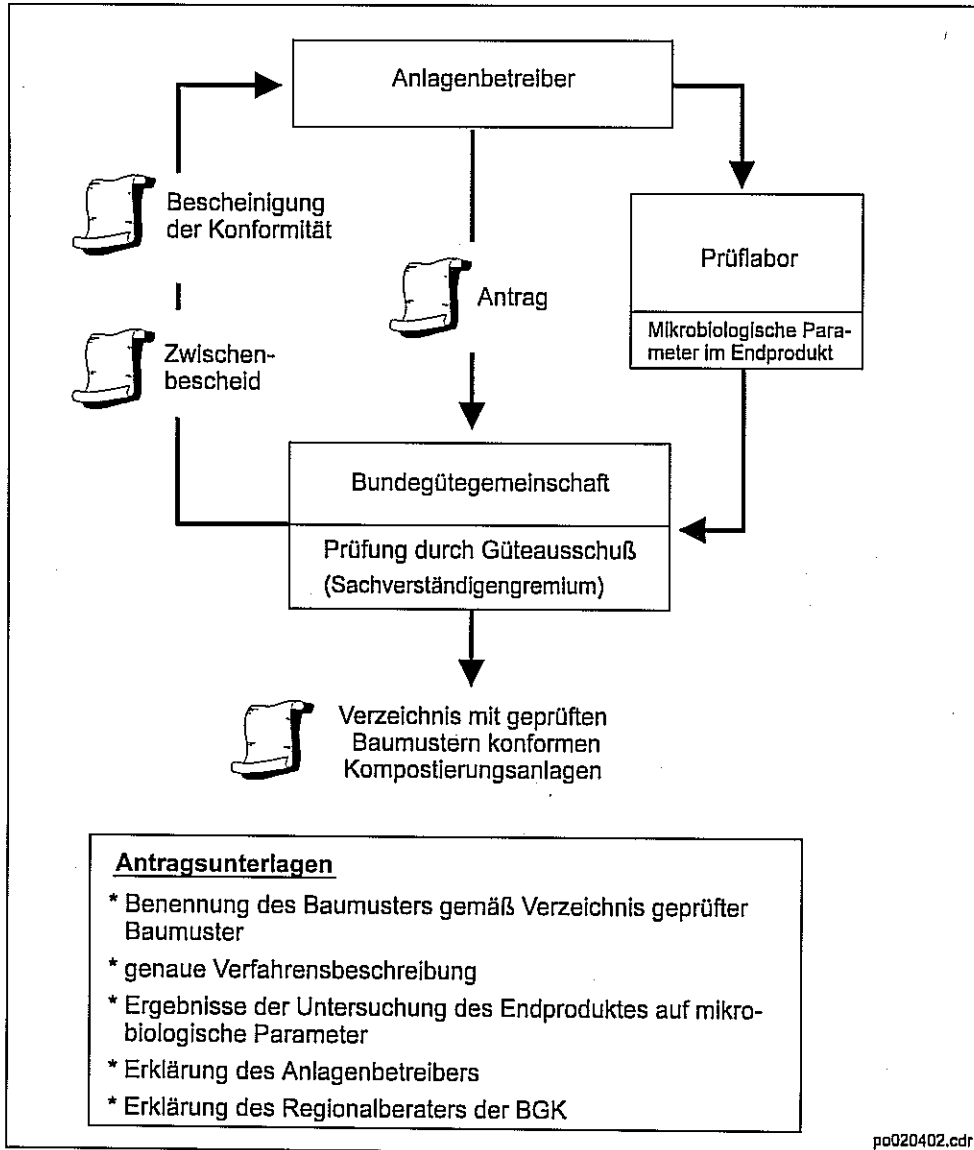 Anlagenbetreiber
Bescheinigung
der Konformität
Antrag
Prüflabor
Mikrobiologische Para-
meter im Endprodukt
Zwischen-
bescheid
Bundegütegemeinschaft
Prüfung durch Güteausschuß
(Sachverständigengremium)
Verzeichnis mit geprüften
Baumustern konformen
Kompostierungsanlagen
Antragsunterlagen
* Benennung des Baumusters gemäß Verzeichnis geprüfter
Baumuster
* genaue Verfahrensbeschreibung
* Ergebnisse der Untersuchung des Endproduktes auf mikro-
biologische Parameter
* Erklärung des Anlagenbetreibers
* Erklärung des Regionalberaters der BGK
po020402.cdr